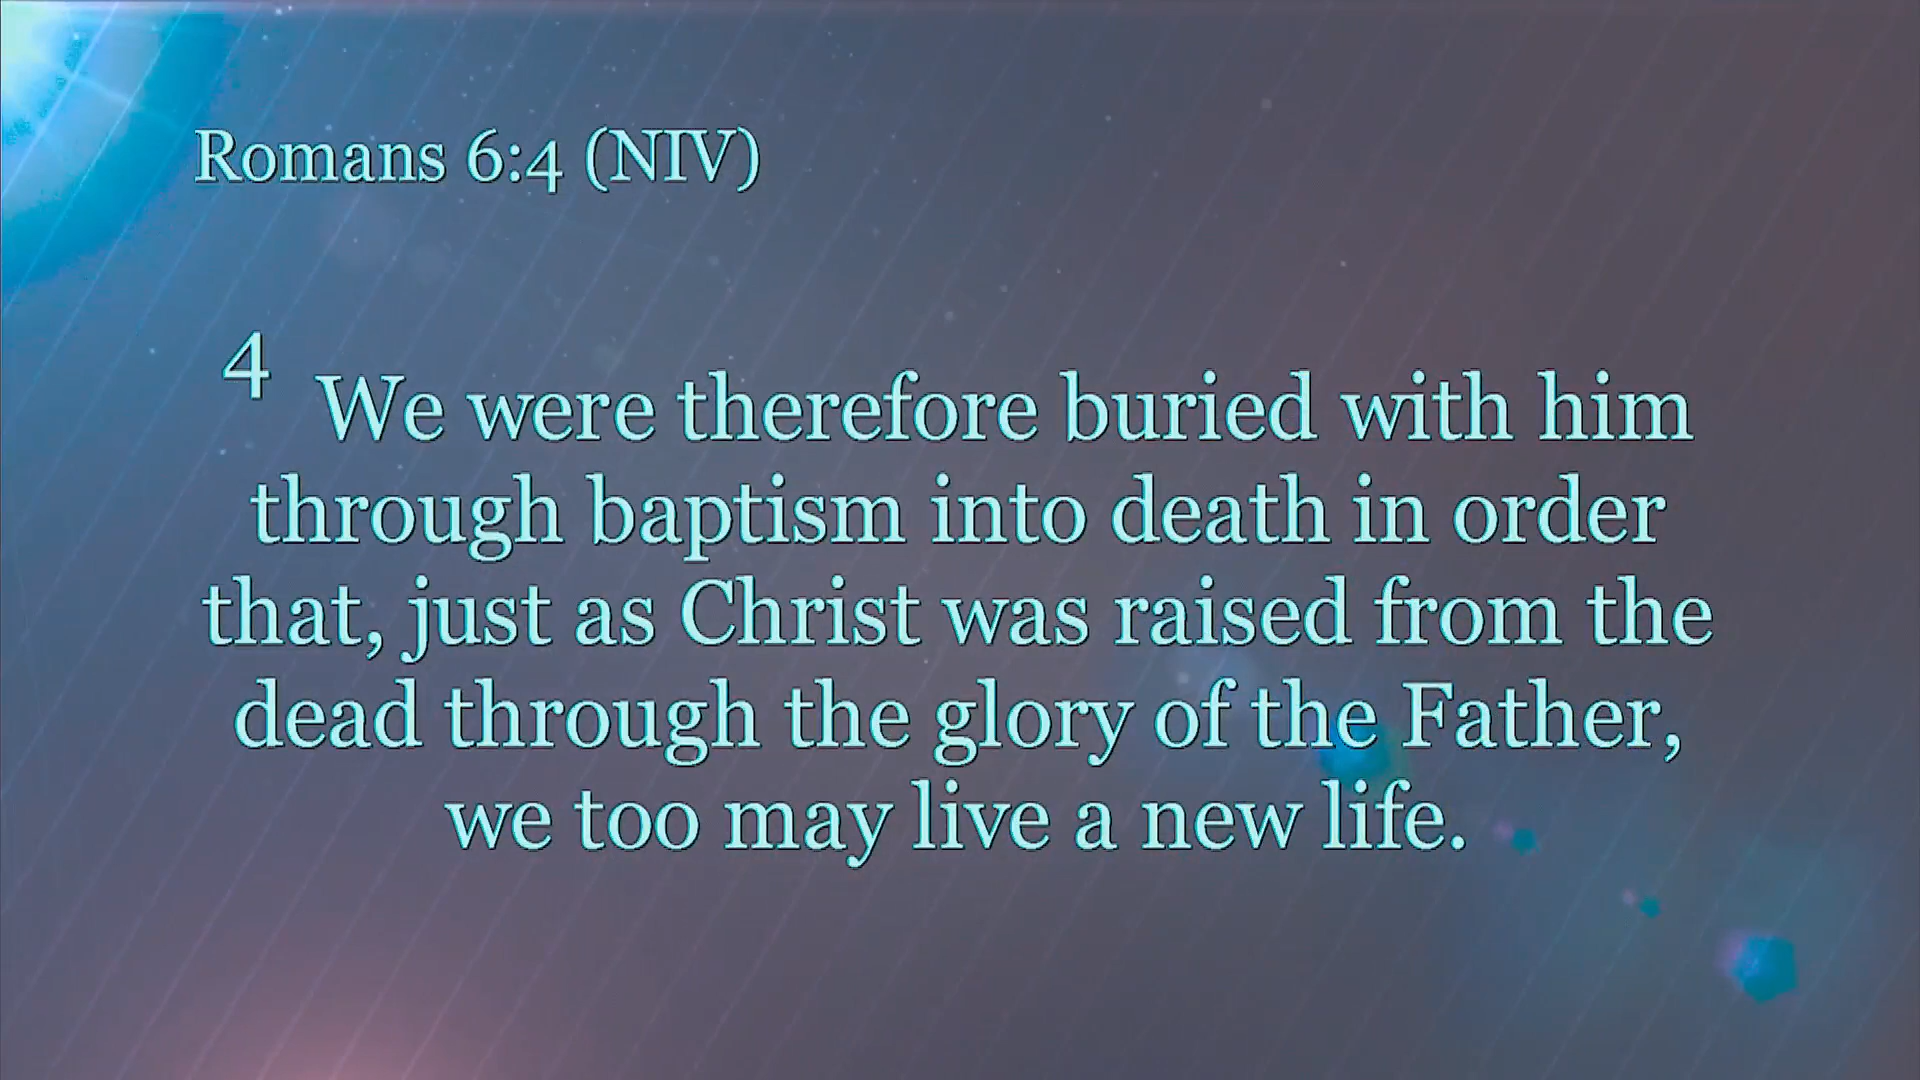 Romans 6:4 (NIV)
4 We were therefore buried with him
through baptism into death in order
that, just as Christ was raised from the
dead through the glory of the Father,
we too may live a new life.